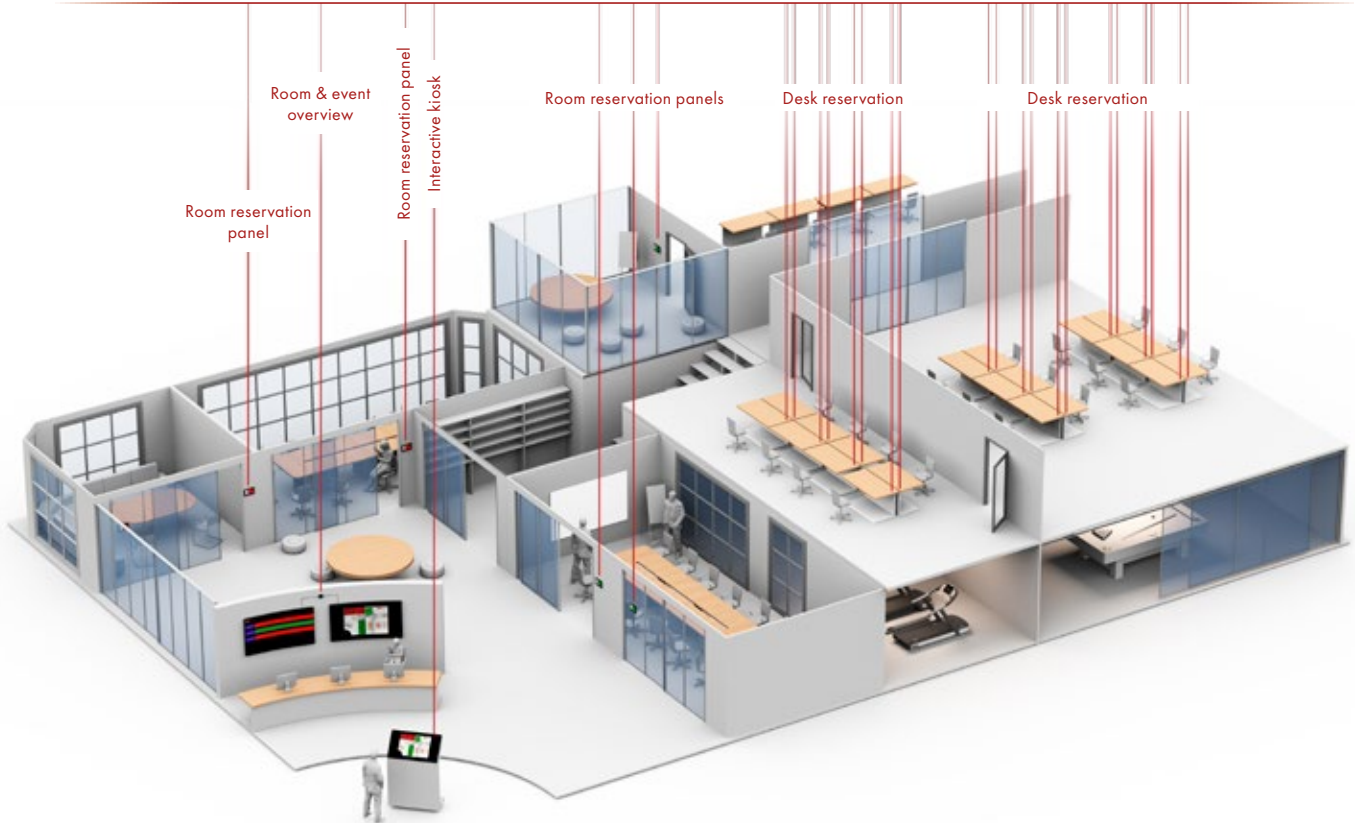 Room & event
overview
Room reservation panel
Interactive kiosk
Room reservation panels
Desk reservation
Desk reservation
Room reservation
panel